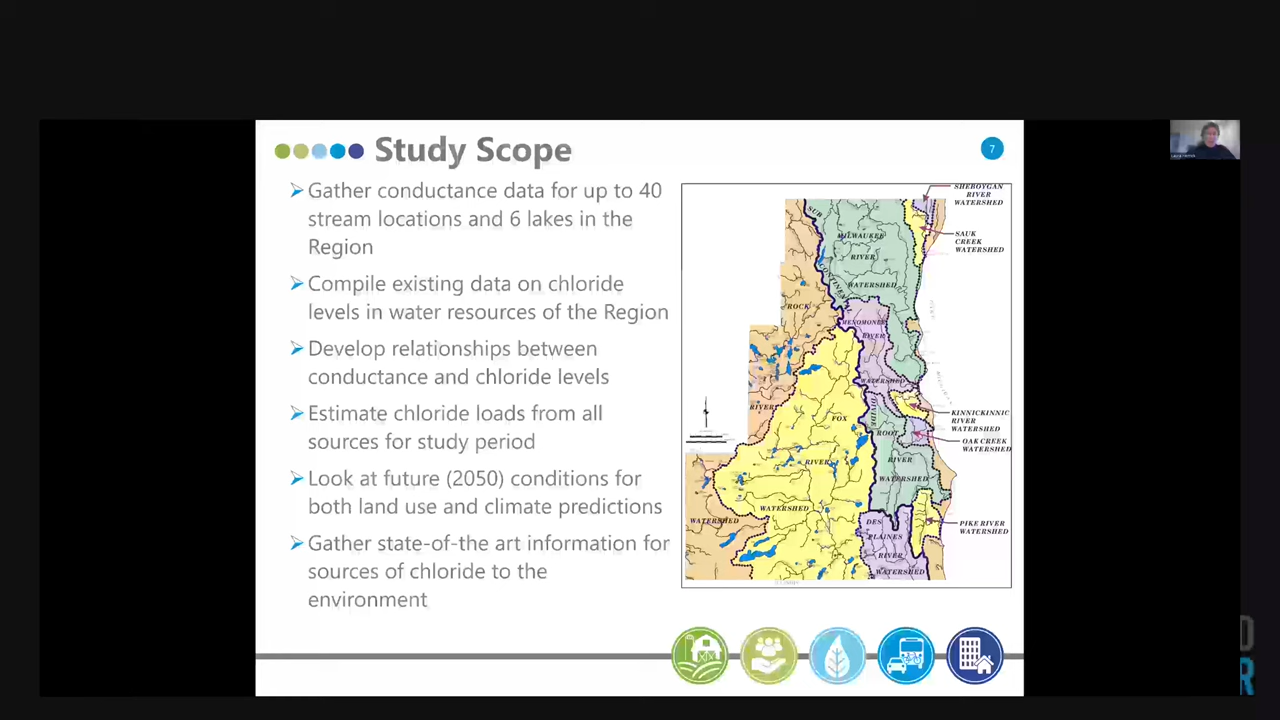 Study Scope
7
Gather conductance data for up to 40
stream locations and 6 lakes in the
Region
Compile existing data on chloride
levels in water resources of the Region
Develop relationships between
conductance and chloride levels
Estimate chloride loads from all
sources for study period
Look at future (2050) conditions for
both land use and climate predictions
Gather state-of-the art information for
sources of chloride to the
environment
SHEBOYGAN
RIVER
WATERSHED
SAUK
CREEK
WATERSHED
SUB
CONTINENTAL
DIVIDE
MILWAUKEE
RIVER
WATERSHED
ROCK
RIVER
WATERSHED
MENOMONEE
RIVER
WATERSHED
KINNICKINNIC
RIVER
WATERSHED
OAK CREEK
WATERSHED
FOX
RIVER
WATERSHED
ROOT
RIVER
WATERSHED
DES
PLAINES
RIVER
WATERSHED
PIKE RIVER
WATERSHED
D
R